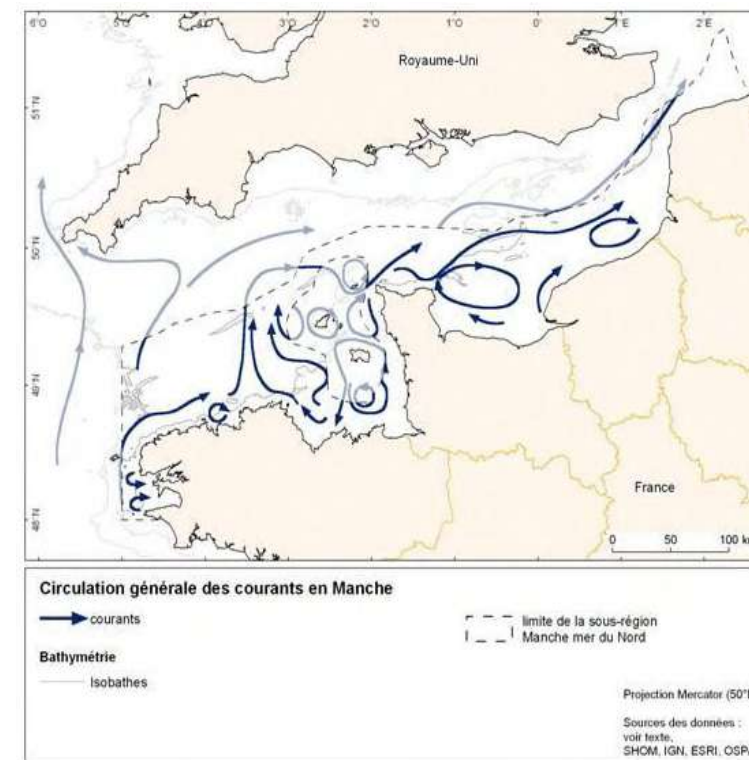 6°O 5°O 4°O 3°O 2°O 1°O 0° 1°E 2°E
Royaume-Uni
51°N
50°N
49°N
48°N
France
0 50 100 k
Circulation générale des courants en Manche
courants
limite de la sous-région
Manche mer du Nord
Bathymétrie
Isobathes
Projection Mercator (50°
Sources des données :
voir texte,
SHOM, IGN, ESRI, OSP